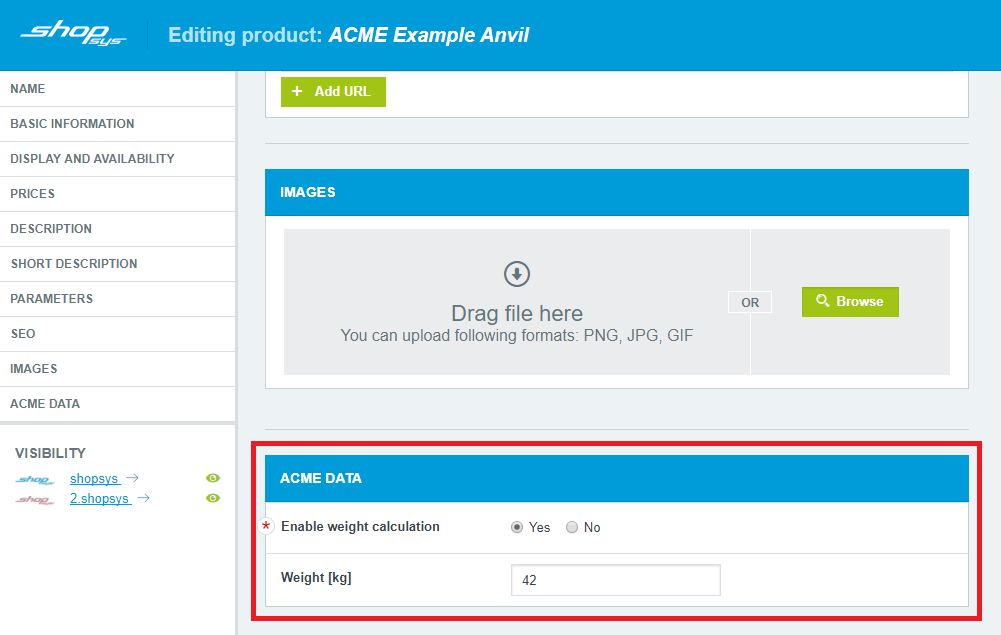 shopsys
Editing product: ACME Example Anvil
NAME
BASIC INFORMATION
DISPLAY AND AVAILABILITY
PRICES
DESCRIPTION
SHORT DESCRIPTION
PARAMETERS
SEO
IMAGES
ACME DATA
VISIBILITY
shopsys shopsys →
shopsys 2.shopsys →
+ Add URL
IMAGES
Drag file here
You can upload following formats: PNG, JPG, GIF
OR
Browse
ACME DATA
* Enable weight calculation Yes No
Weight [kg] 42